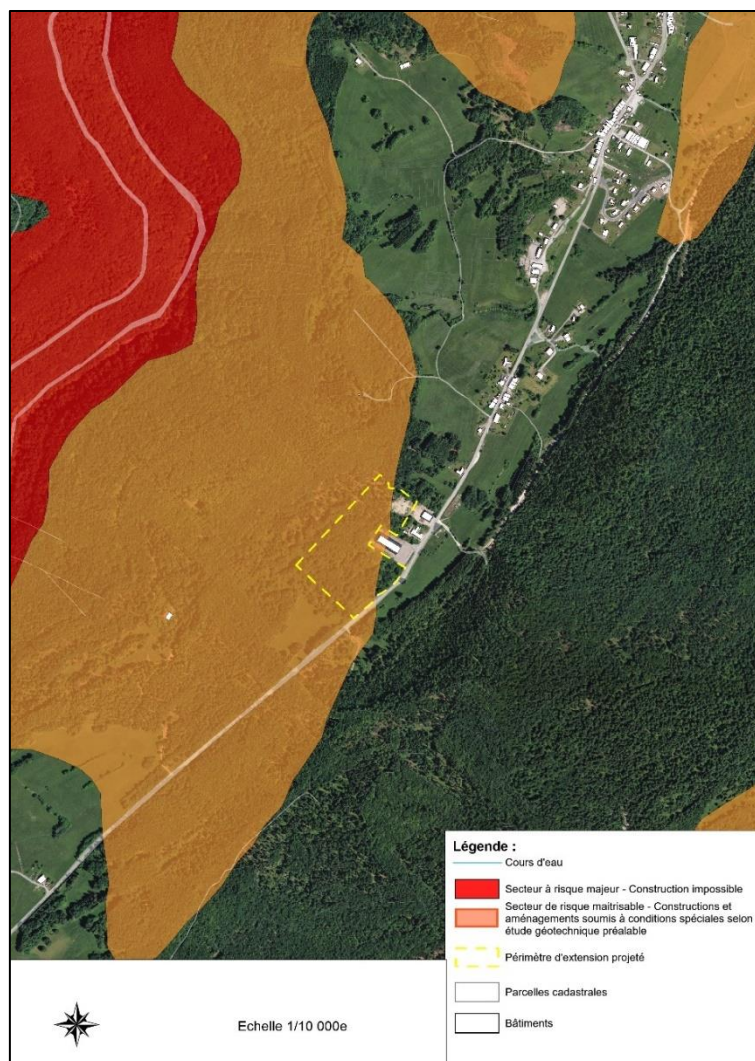 Légende :
Cours d'eau
Secteur à risque majeur - Construction impossible
Secteur de risque maitrisable - Constructions et
aménagements soumis à conditions spéciales selon
étude géotechnique préalable
Périmètre d'extension projeté
Parcelles cadastrales
Bâtiments
Echelle 1/10 000e